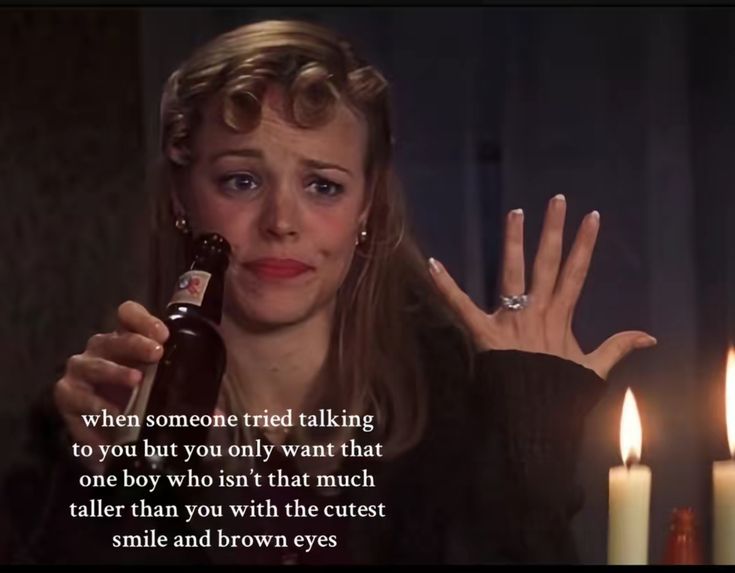 when someone tried talking
to you but you only want that
one boy who isn't that much
taller than you with the cutest
smile and brown eyes